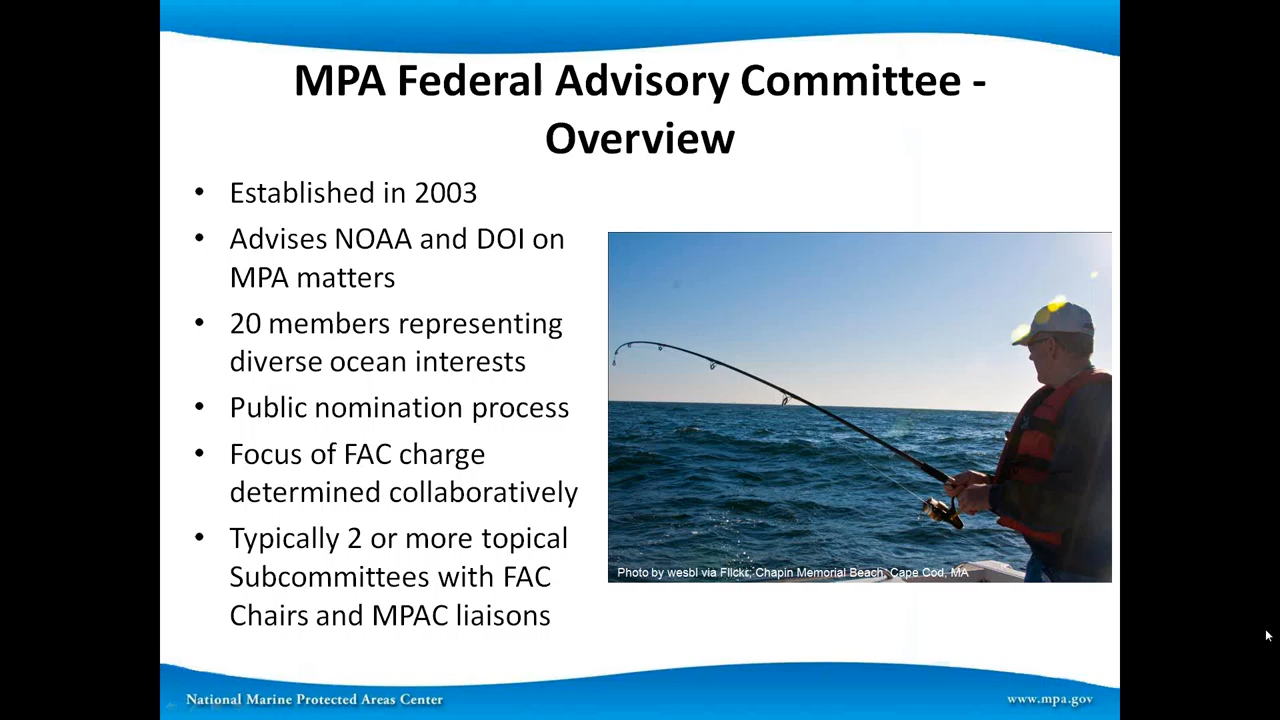 MPA Federal Advisory Committee -
Overview
• Established in 2003
• Advises NOAA and DOI on
MPA matters
• 20 members representing
diverse ocean interests
• Public nomination process
• Focus of FAC charge
determined collaboratively
• Typically 2 or more topical
Subcommittees with FAC
Chairs and MPAC liaisons
Photo by wesbl via Flickr; Chapin Memorial Beach, Cape Cod, MA
National Marine Protected Areas Center
www.mpa.gov